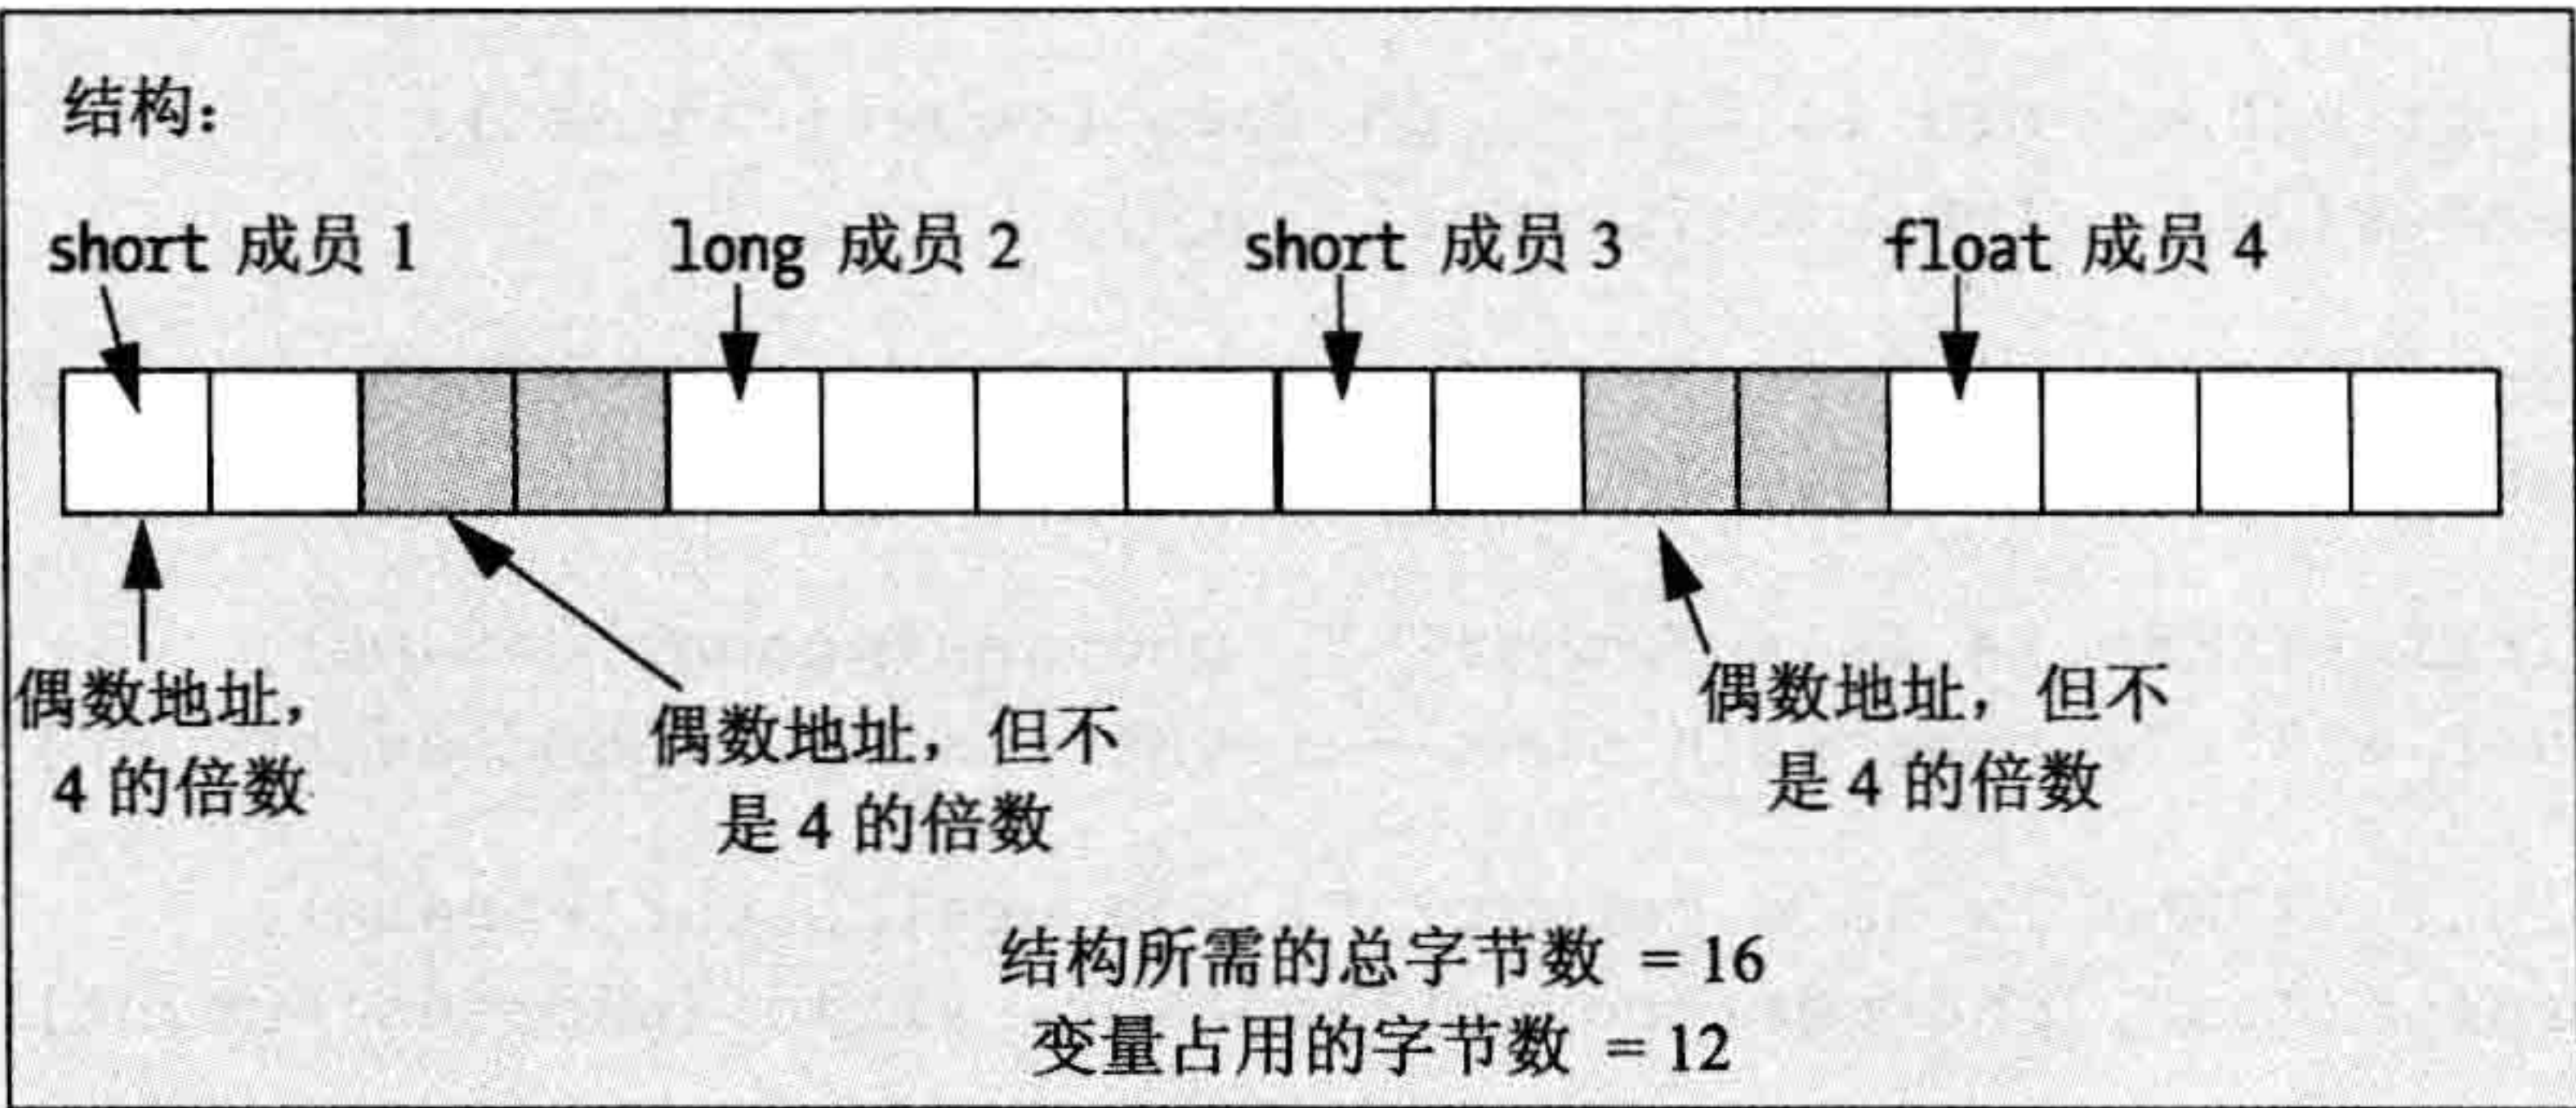 结构：
short 成员 1
long 成员 2
short 成员 3
float 成员 4
偶数地址，
4 的倍数
偶数地址，但不
是 4 的倍数
偶数地址，但不
是 4 的倍数
结构所需的总字节数 = 16
变量占用的字节数 = 12